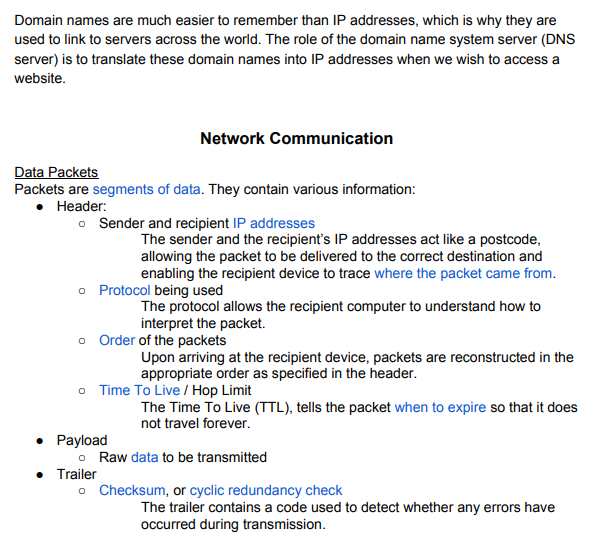 Domain names are much easier to remember than IP addresses, which is why they are
used to link to servers across the world. The role of the domain name system server (DNS
server) is to translate these domain names into IP addresses when we wish to access a
website.
Network Communication
Data Packets
Packets are segments of data. They contain various information:
● Header:
○ Sender and recipient IP addresses
The sender and the recipient's IP addresses act like a postcode,
allowing the packet to be delivered to the correct destination and
enabling the recipient device to trace where the packet came from.
○ Protocol being used
The protocol allows the recipient computer to understand how to
interpret the packet.
○ Order of the packets
Upon arriving at the recipient device, packets are reconstructed in the
appropriate order as specified in the header.
○ Time To Live / Hop Limit
The Time To Live (TTL), tells the packet when to expire so that it does
not travel forever.
● Payload
○ Raw data to be transmitted
● Trailer
○ Checksum, or cyclic redundancy check
The trailer contains a code used to detect whether any errors have
occurred during transmission.